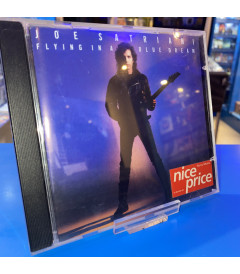 JOE SATRIANI
FLYING IN A BLUE DREAM
nice
price